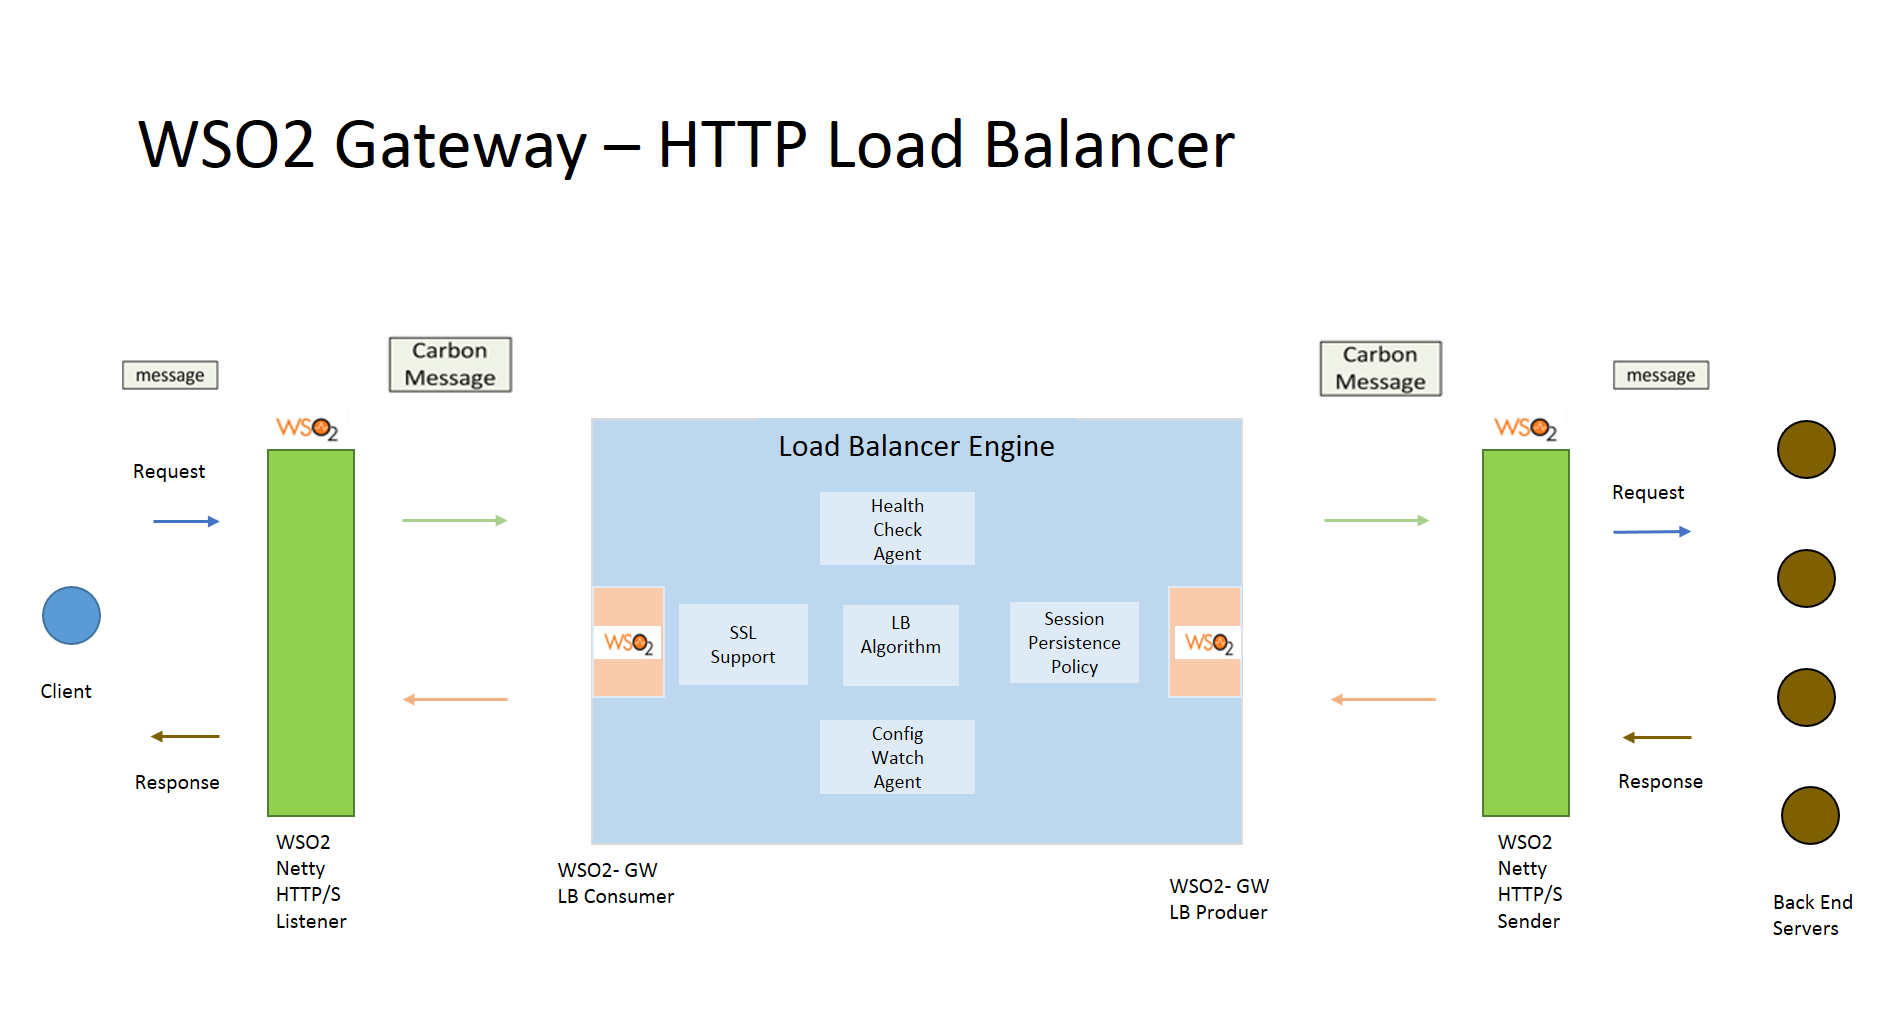 WSO2 Gateway – HTTP Load Balancer
message
Carbon
Message
Carbon
Message
message
WSO2
WSO2
Request
Request
Load Balancer Engine
Health
Check
Agent
WSO2
SSL
Support
LB
Algorithm
Session
Persistence
Policy
WSO2
Client
Config
Watch
Agent
Response
Response
WSO2
Netty
HTTP/S
Listener
WSO2- GW
LB Consumer
WSO2- GW
LB Produer
WSO2
Netty
HTTP/S
Sender
Back End
Servers